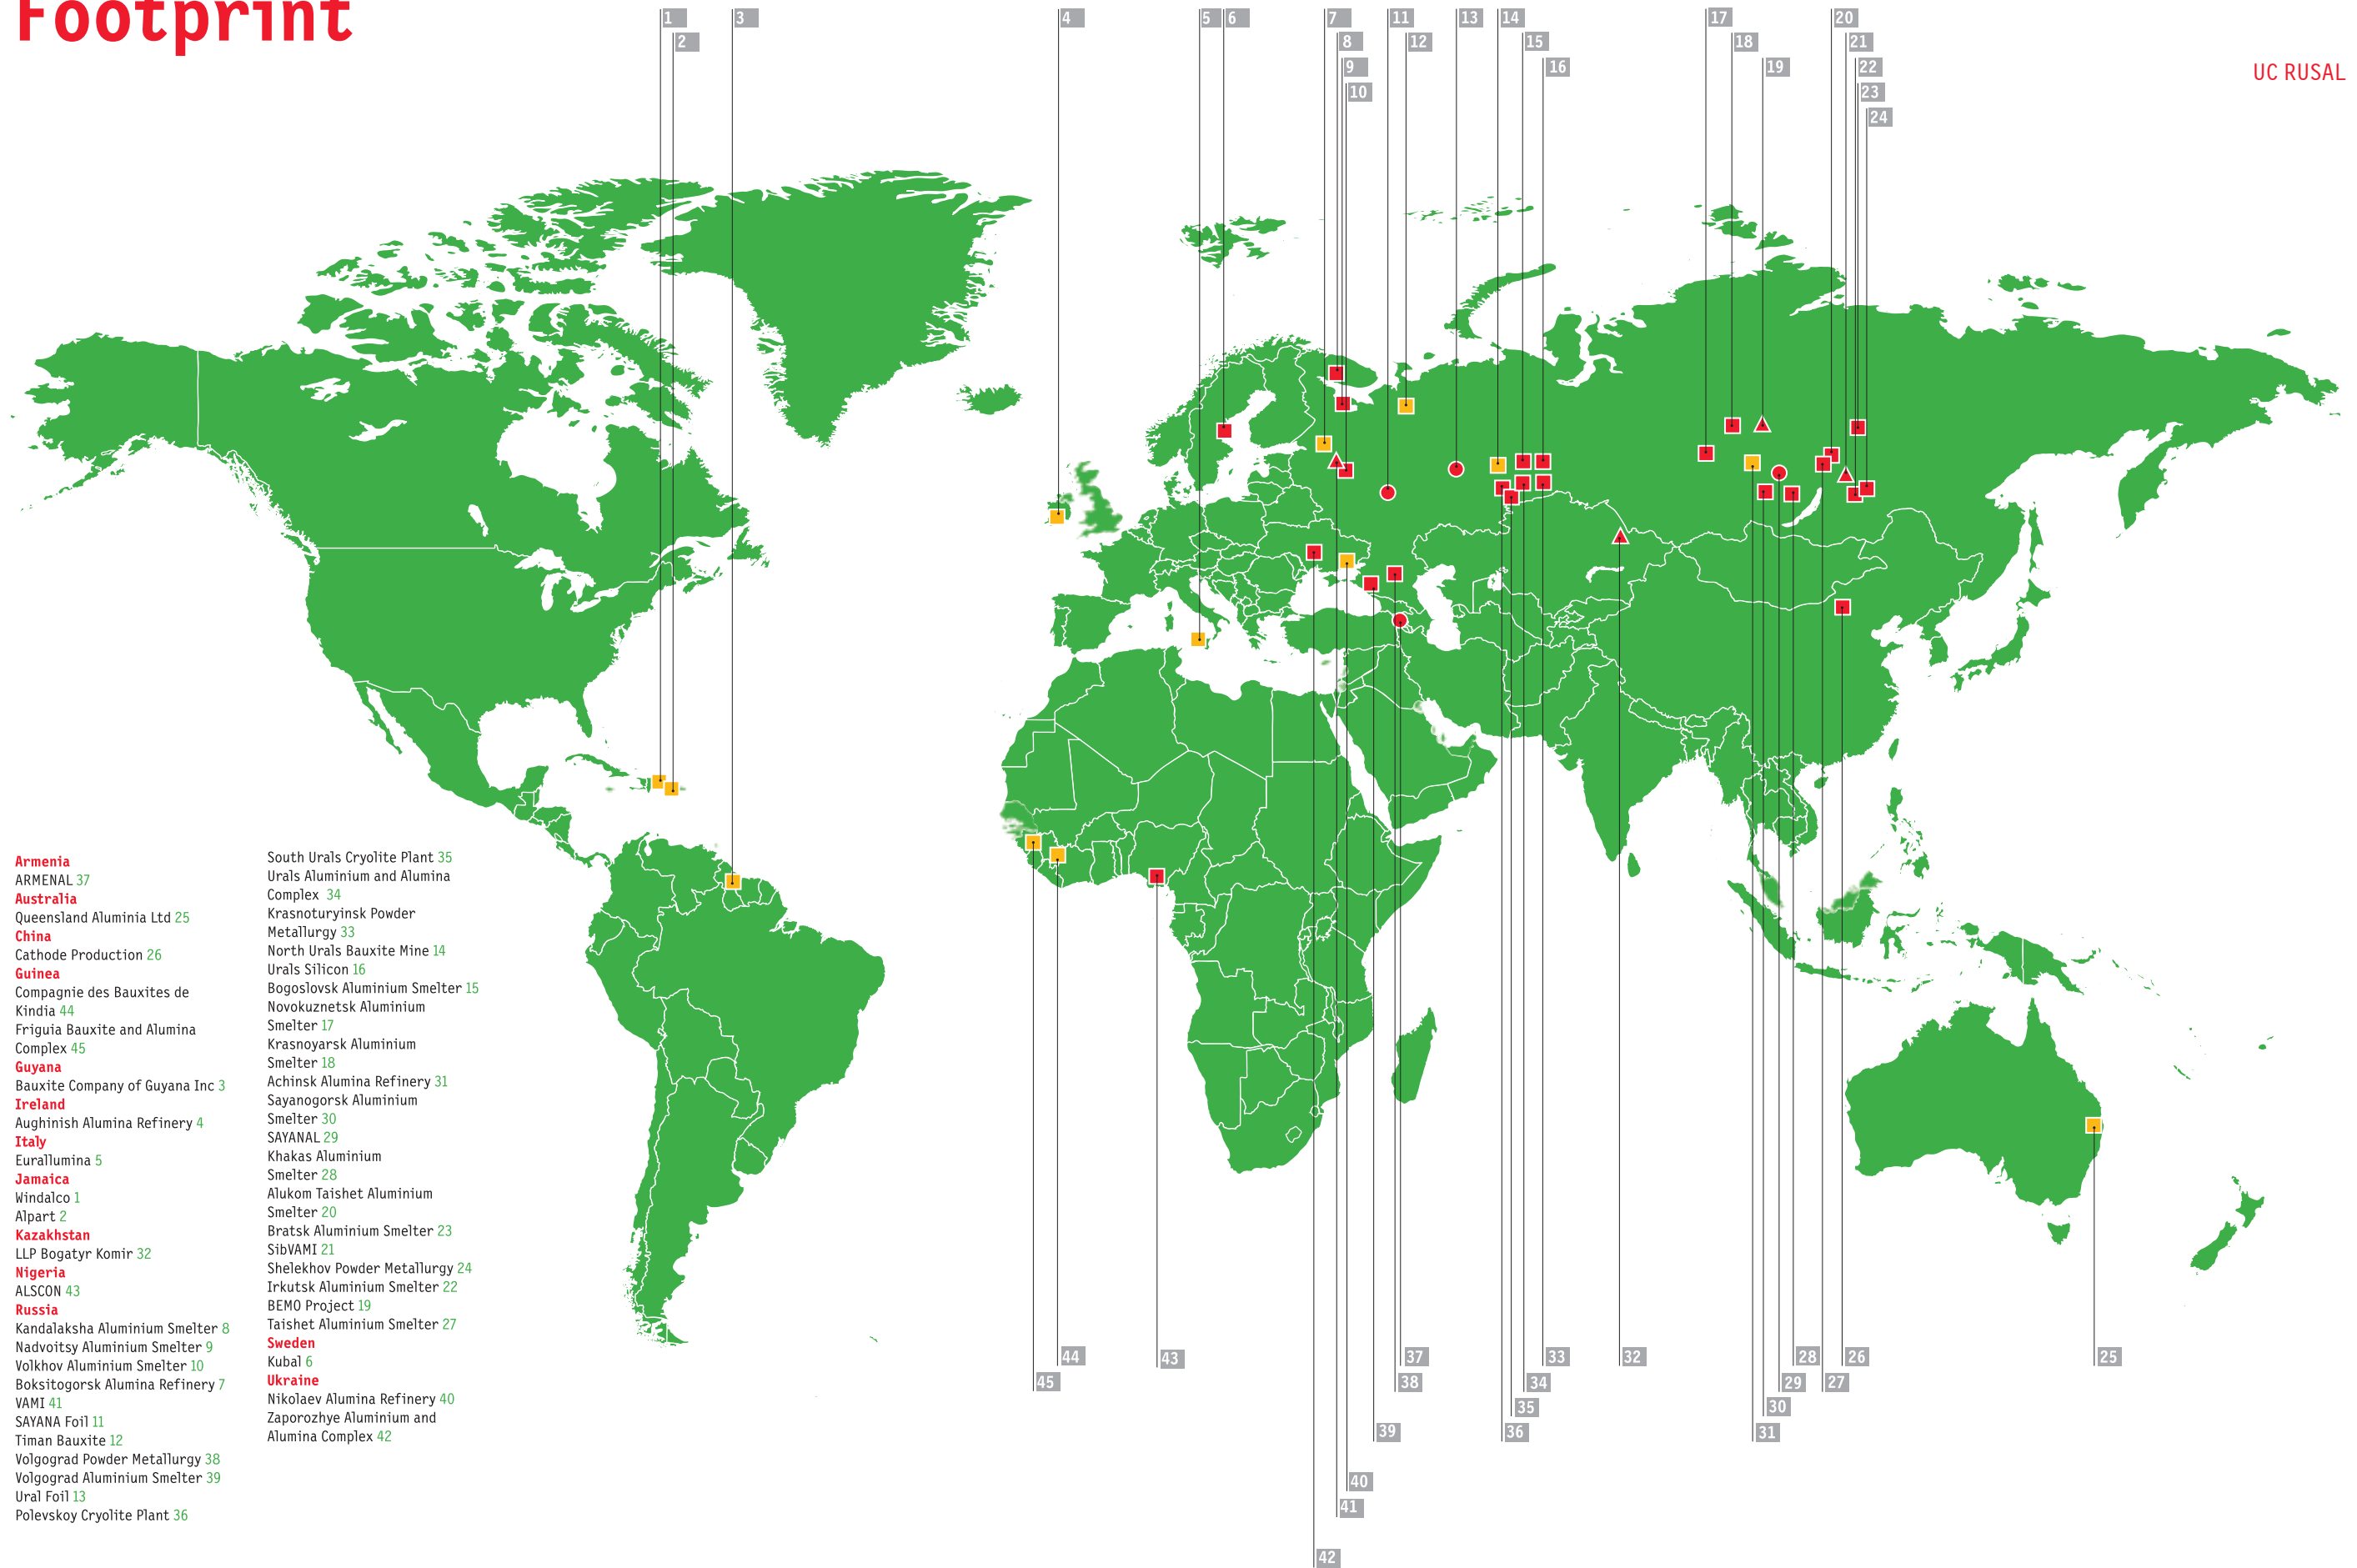 Footprint
1
3
4
5
6
7
11
13
14
17
20
2
8
12
15
18
21
9
16
19
22
UC RUSAL
10
23
24
Armenia
ARMENAL 37
Australia
Queensland Aluminia Ltd 25
China
Cathode Production 26
Guinea
Compagnie des Bauxites de
Kindia 44
Friguia Bauxite and Alumina
Complex 45
Guyana
Bauxite Company of Guyana Inc 3
Ireland
Aughinish Alumina Refinery 4
Italy
Eurallumina 5
Jamaica
Windalco 1
Alpart 2
Kazakhstan
LLP Bogatyr Komir 32
Nigeria
ALSCON 43
Russia
Kandalaksha Aluminium Smelter 8
Nadvoitsy Aluminium Smelter 9
Volkhov Aluminium Smelter 10
Boksitogorsk Alumina Refinery 7
VAMI 41
SAYANA Foil 11
Timan Bauxite 12
Volgograd Powder Metallurgy 38
Volgograd Aluminium Smelter 39
Ural Foil 13
Polevskoy Cryolite Plant 36
South Urals Cryolite Plant 35
Urals Aluminium and Alumina
Complex 34
Krasnoturyinsk Powder
Metallurgy 33
North Urals Bauxite Mine 14
Urals Silicon 16
Bogoslovsk Aluminium Smelter 15
Novokuznetsk Aluminium
Smelter 17
Krasnoyarsk Aluminium
Smelter 18
Achinsk Alumina Refinery 31
Sayanogorsk Aluminium
Smelter 30
SAYANAL 29
Khakas Aluminium
Smelter 28
Alukom Taishet Aluminium
Smelter 20
Bratsk Aluminium Smelter 23
SibVAMI 21
Shelekhov Powder Metallurgy 24
Irkutsk Aluminium Smelter 22
BEMO Project 19
Taishet Aluminium Smelter 27
Sweden
Kubal 6
Ukraine
Nikolaev Alumina Refinery 40
Zaporozhye Aluminium and
Alumina Complex 42
44
43
37
33
32
28
26
25
45
38
34
29
27
35
30
39
36
31
40
41
42